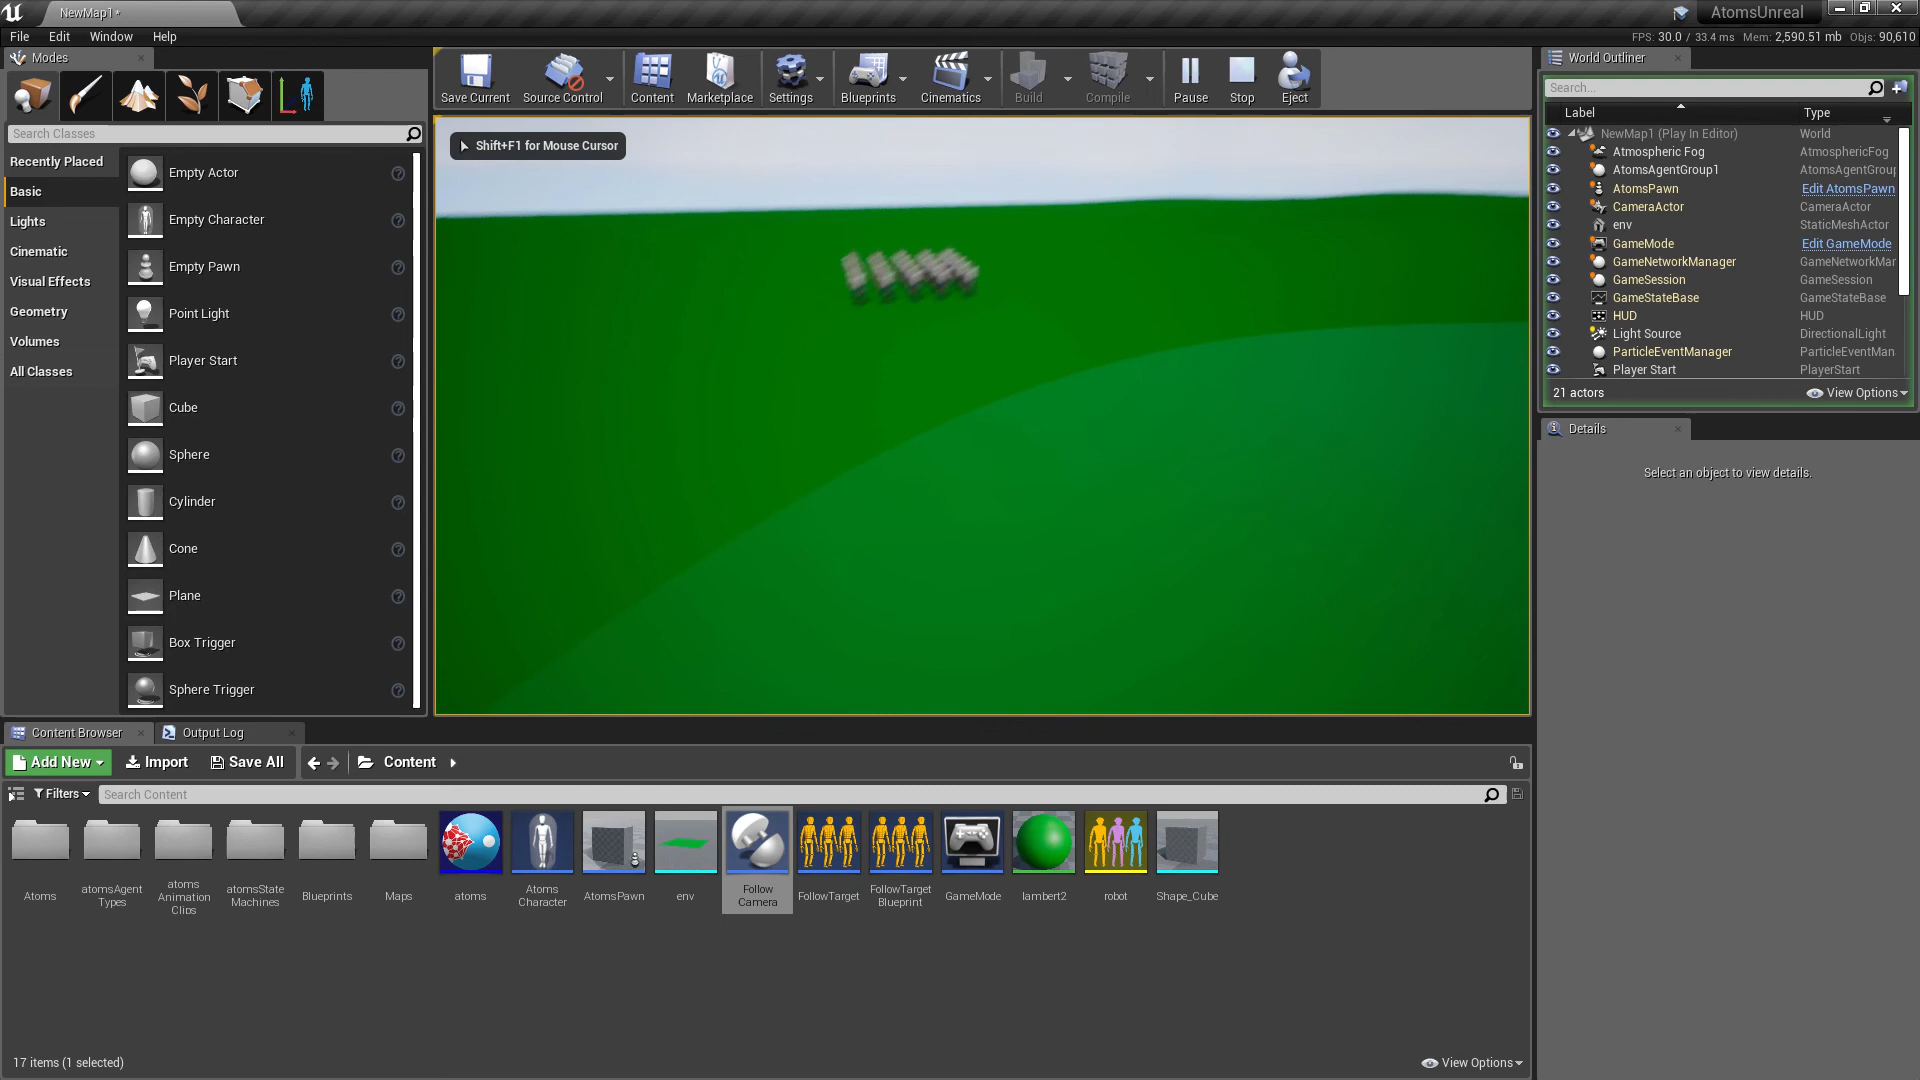 NewMap1*
AtomsUnreal
File Edit Window Help
FPS: 30.0 / 33.4 ms Mem: 2,590.51 mb Objs: 90,610
Modes
Search Classes
Recently Placed
Basic
Lights
Cinematic
Visual Effects
Geometry
Volumes
All Classes
Empty Actor
Empty Character
Empty Pawn
Point Light
Player Start
Cube
Sphere
Cylinder
Cone
Plane
Box Trigger
Sphere Trigger
Save Current
Source Control
Content
Marketplace
Settings
Blueprints
Cinematics
Build
Compile
Pause
Stop
Eject
Shift+F1 for Mouse Cursor
World Outliner
Search...
Label Type
NewMap1 (Play In Editor) World
Atmospheric Fog AtmosphericFog
AtomsAgentGroup1 AtomsAgentGroup
AtomsPawn Edit AtomsPawn
CameraActor CameraActor
env StaticMeshActor
GameMode Edit GameMode
GameNetworkManager GameNetworkMar
GameSession GameSession
GameStateBase GameStateBase
HUD HUD
Light Source DirectionalLight
ParticleEventManager ParticleEventMan
Player Start PlayerStart
21 actors View Options
Details
Select an object to view details.
Content Browser Output Log
Add New Import Save All Content
Filters Search Content
Atoms
atomsAgent
Types
atoms
Animation
Clips
atomsState
Machines
Blueprints
Maps
atoms
Atoms
Character
AtomsPawn
env
Follow
Camera
FollowTarget
FollowTarget
Blueprint
GameMode
lambert2
robot
Shape_Cube
17 items (1 selected) View Options